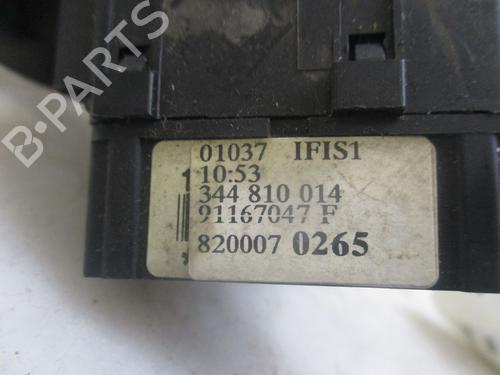 B-PARTS
01037 IFIS1
10:53
344 810 014
91167047 F
820007 0265